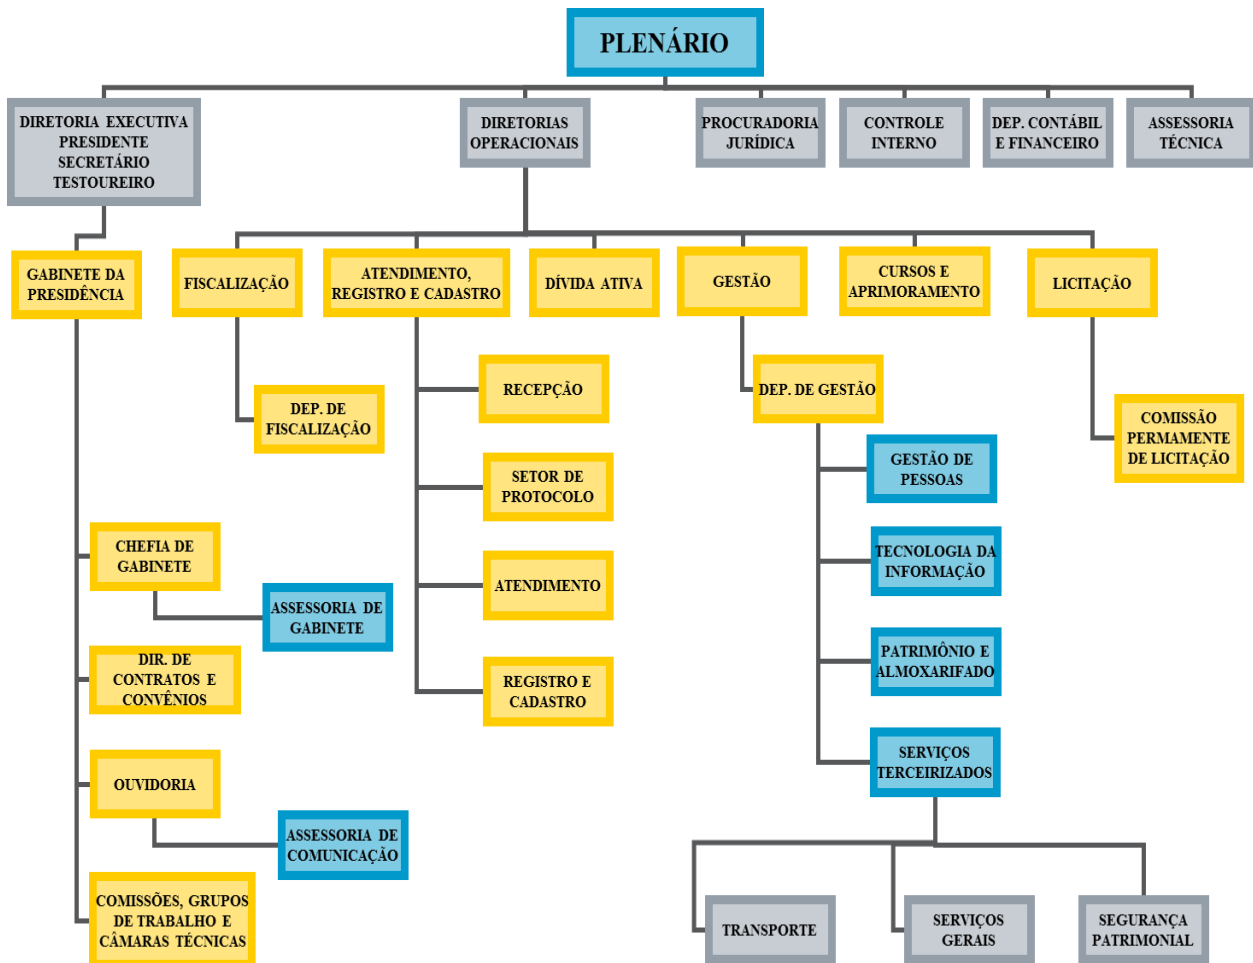 PLENÁRIO
DIRETORIA EXECUTIVA
PRESIDENTE
SECRETÁRIO
TESTOUREIRO
DIRETORIAS
OPERACIONAIS
PROCURADORIA
JURÍDICA
CONTROLE
INTERNO
DEP. CONTÁBIL
E FINANCEIRO
ASSESSORIA
TÉCNICA
GABINETE DA
PRESIDÊNCIA
FISCALIZAÇÃO
ATENDIMENTO,
REGISTRO E CADASTRO
DÍVIDA ATIVA
GESTÃO
CURSOS E
APRIMORAMENTO
LICITAÇÃO
DEP. DE
FISCALIZAÇÃO
RECEPÇÃO
SETOR DE
PROTOCOLO
ATENDIMENTO
REGISTRO E
CADASTRO
DEP. DE GESTÃO
GESTÃO DE
PESSOAS
TECNOLOGIA DA
INFORMAÇÃO
PATRIMÔNIO E
ALMOXARIFADO
SERVIÇOS
TERCEIRIZADOS
COMISSÃO
PERMAMENTE
DE LICITAÇÃO
CHEFIA DE
GABINETE
ASSESSORIA DE
GABINETE
DIR. DE
CONTRATOS E
CONVÊNIOS
OUVIDORIA
ASSESSORIA DE
COMUNICAÇÃO
COMISSÕES, GRUPOS
DE TRABALHO E
CÂMARAS TÉCNICAS
TRANSPORTE
SERVIÇOS
GERAIS
SEGURANÇA
PATRIMONIAL